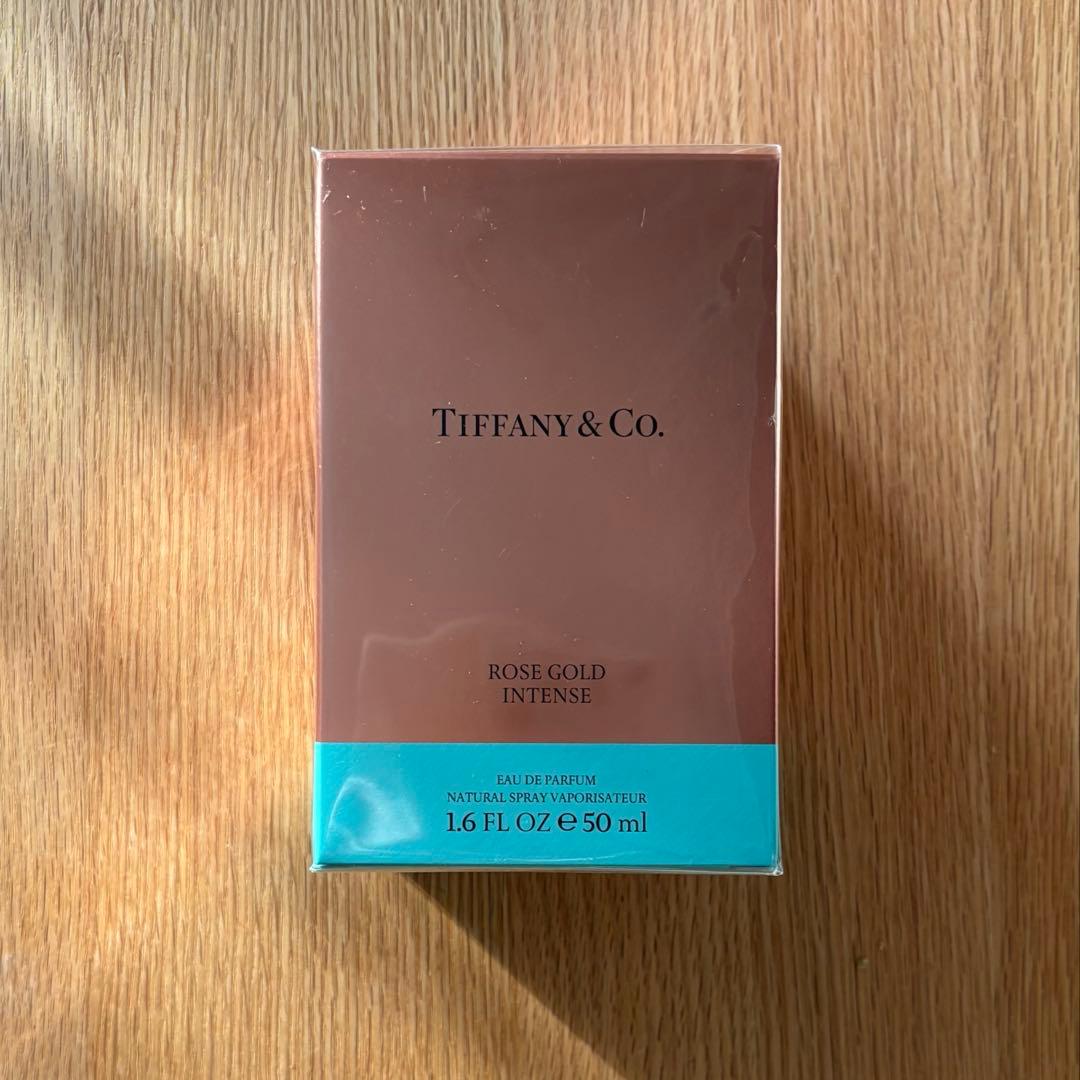 TIFFANY & CO.
ROSE GOLD
INTENSE
EAU DE PARFUM
NATURAL SPRAY VAPORISATEUR
1.6 FL OZ ℮ 50 ml